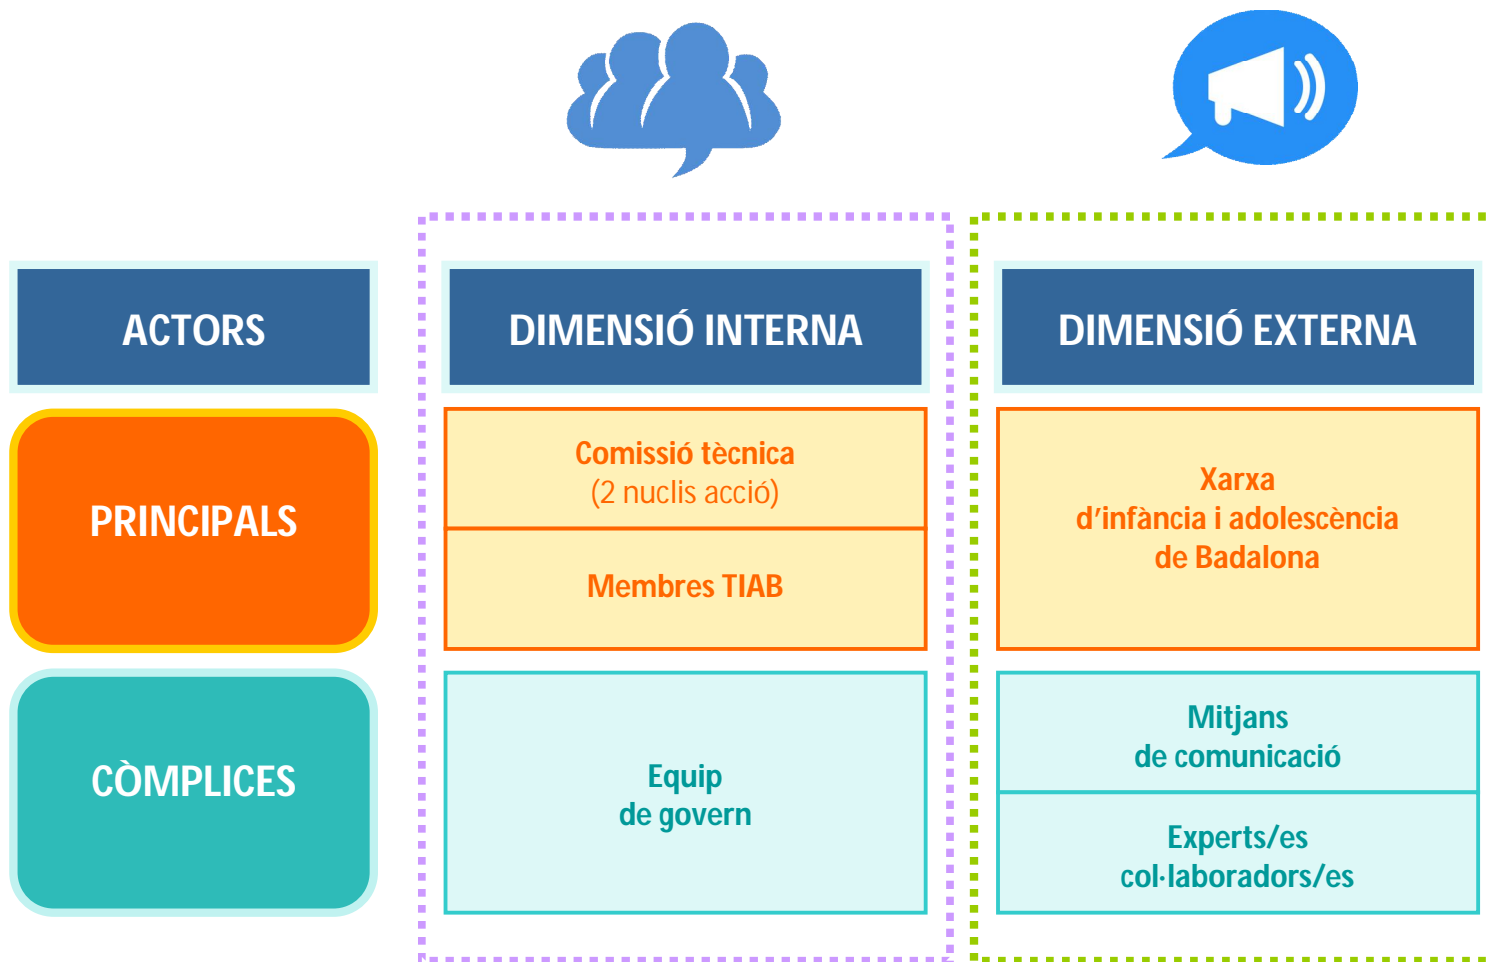 ACTORS
DIMENSIÓ INTERNA
DIMENSIÓ EXTERNA
PRINCIPALS
Comissió tècnica
(2 nuclis acció)
Membres TIAB
Xarxa
d'infància i adolescència
de Badalona
CÒMPLICES
Equip
de govern
Mitjans
de comunicació
Experts/es
col·laboradors/es